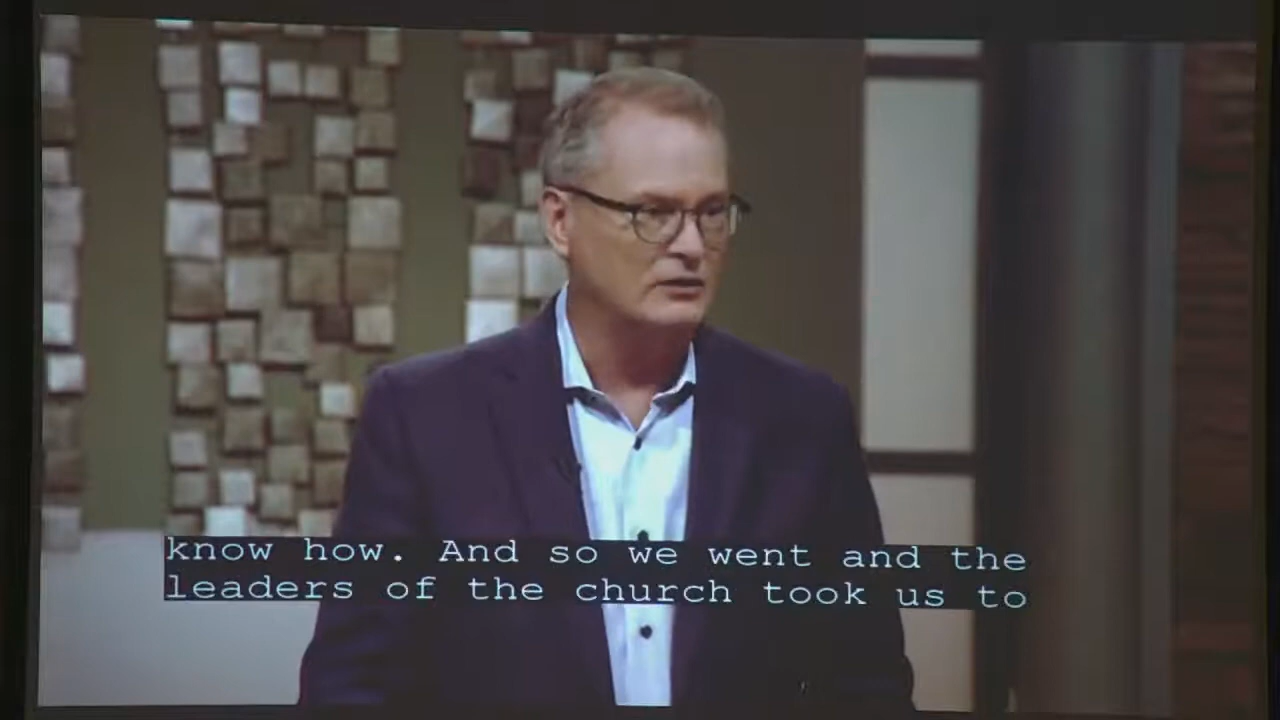 know how. And so we went and the
leaders of the church took us to